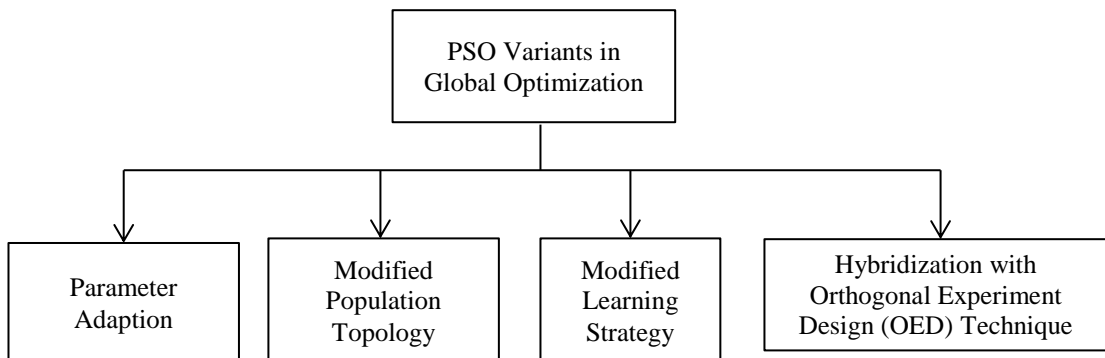 PSO Variants in
Global Optimization
Parameter
Adaption
Modified
Population
Topology
Modified
Learning
Strategy
Hybridization with
Orthogonal Experiment
Design (OED) Technique